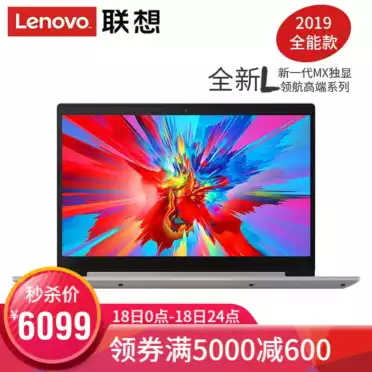 Lenovo 联想
2019
全能款
全新L
新一代MX独显
领航高端系列
秒杀价
¥6099
18日0点-18日24点
领券满5000减600